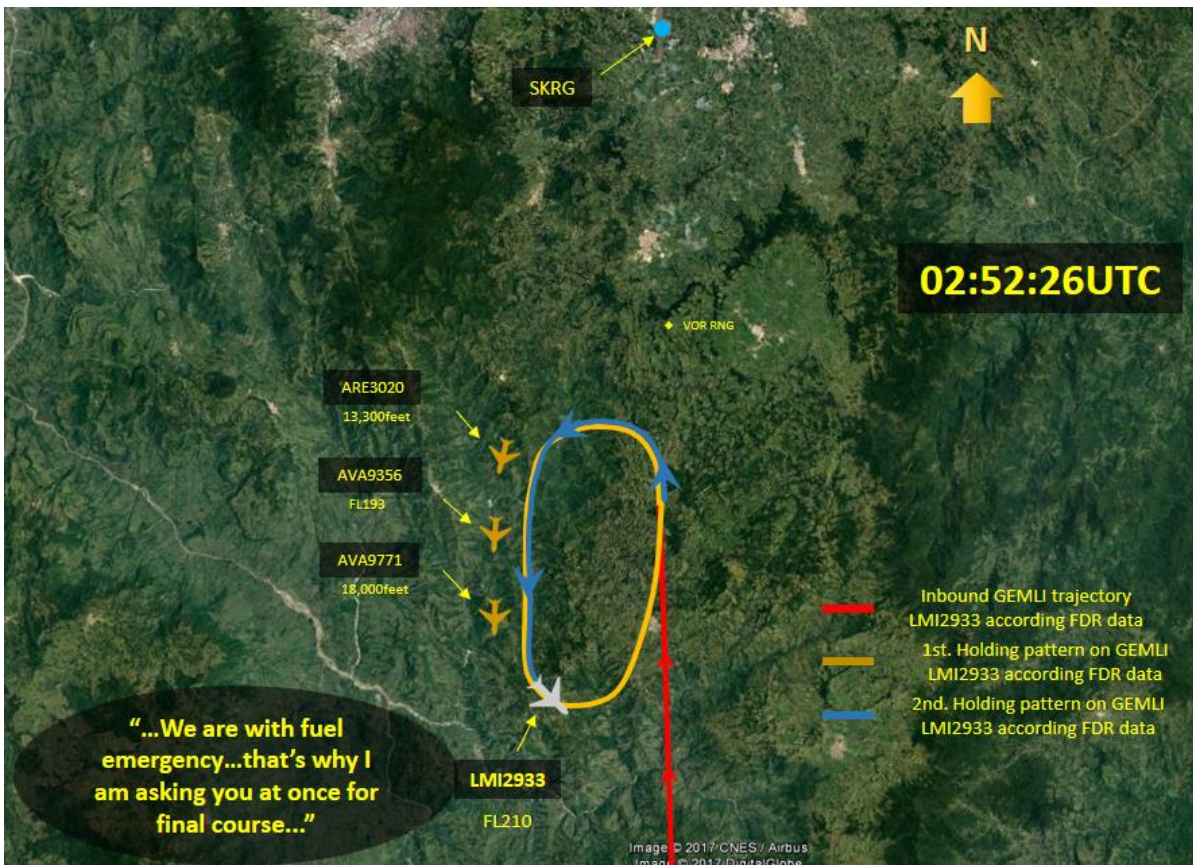 SKRG
N
02:52:26UTC
VOR RNG
ARE3020
13,300feet
AVA9356
FL193
AVA9771
18,000feet
Inbound GEMLI trajectory
LMI2933 according FDR data
1st. Holding pattern on GEMLI
LMI2933 according FDR data
2nd. Holding pattern on GEMLI
LMI2933 according FDR data
“...We are with fuel
emergency...that’s why I
am asking you at once for
final course...”
LMI2933
FL210
Image © 2017 CNES / Airbus
Image © 2017 DigitalGlobe